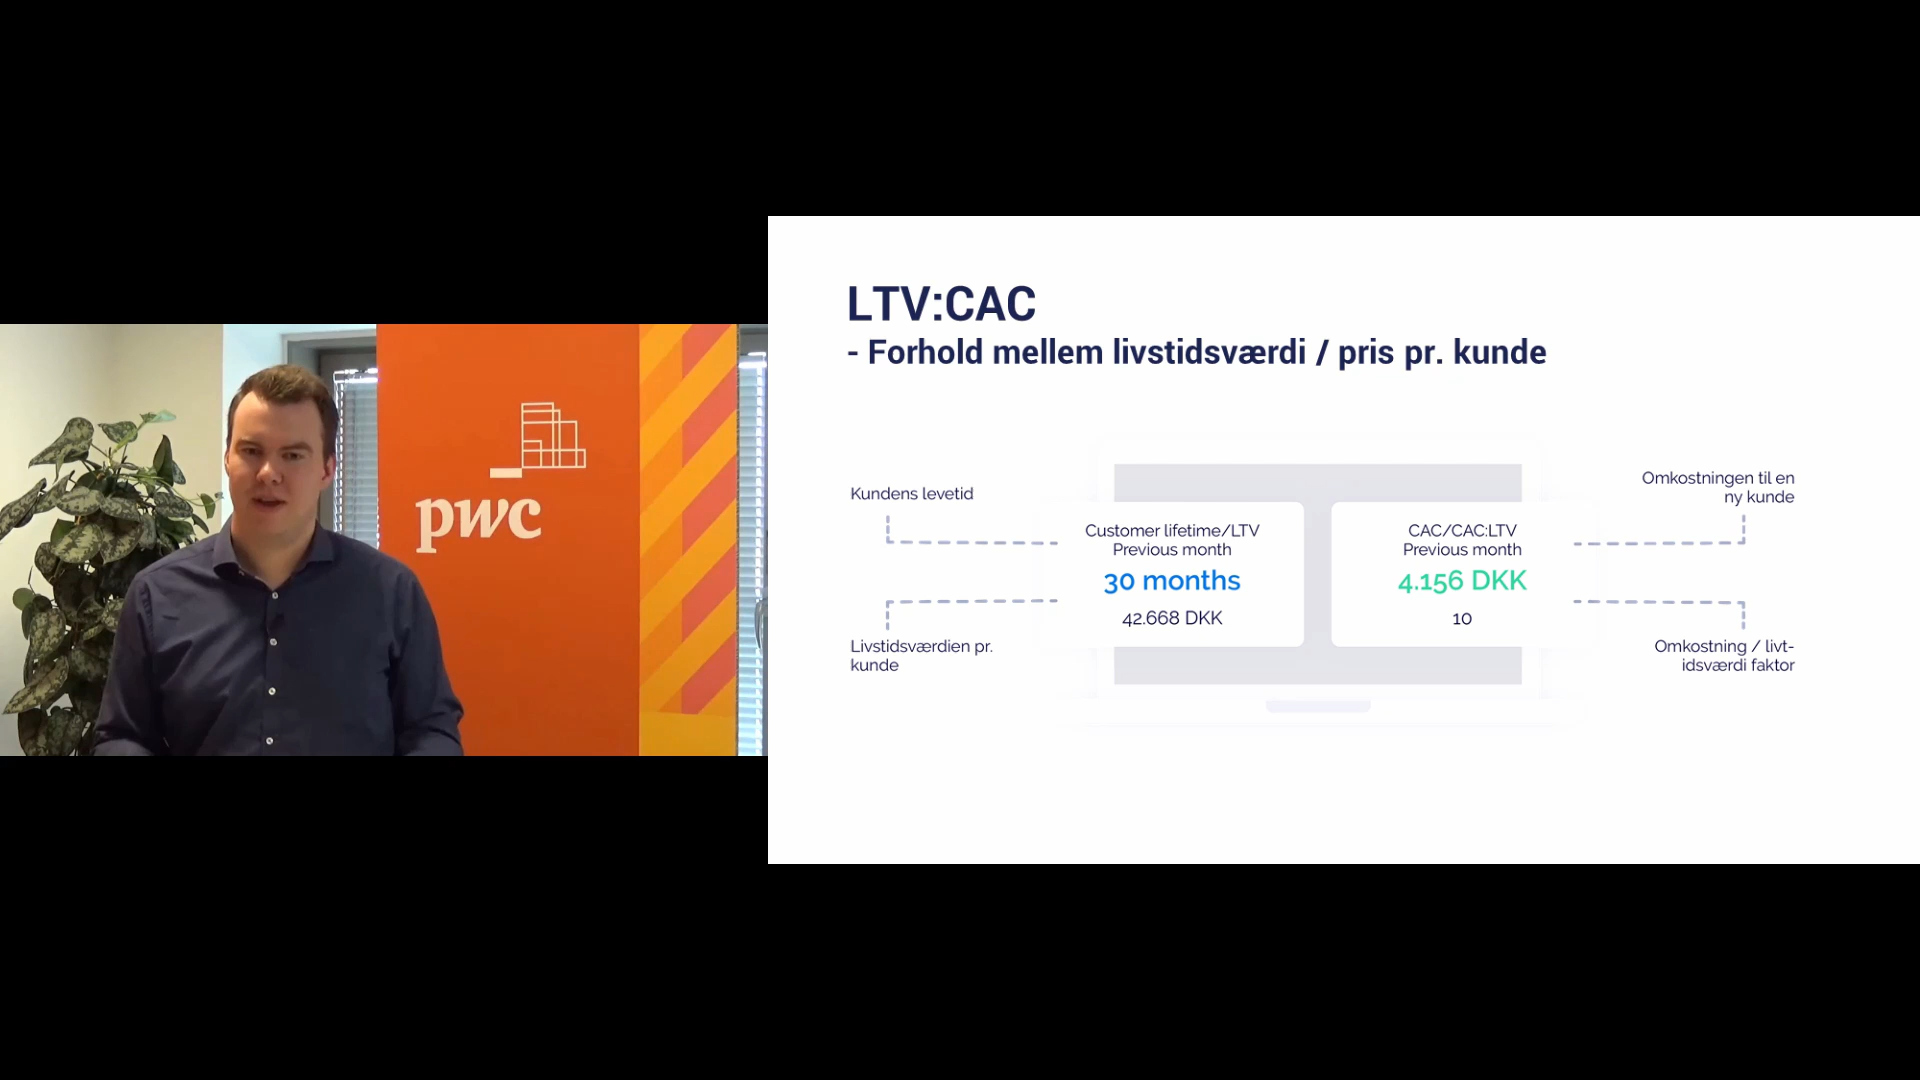 pwc
LTV:CAC
- Forhold mellem livstidsværdi / pris pr. kunde
Kundens levetid
Livstidsværdien pr.
kunde
Customer lifetime/LTV
Previous month
30 months
42.668 DKK
CAC/CAC:LTV
Previous month
4.156 DKK
10
Omkostningen til en
ny kunde
Omkostning / livt-
idsværdi faktor